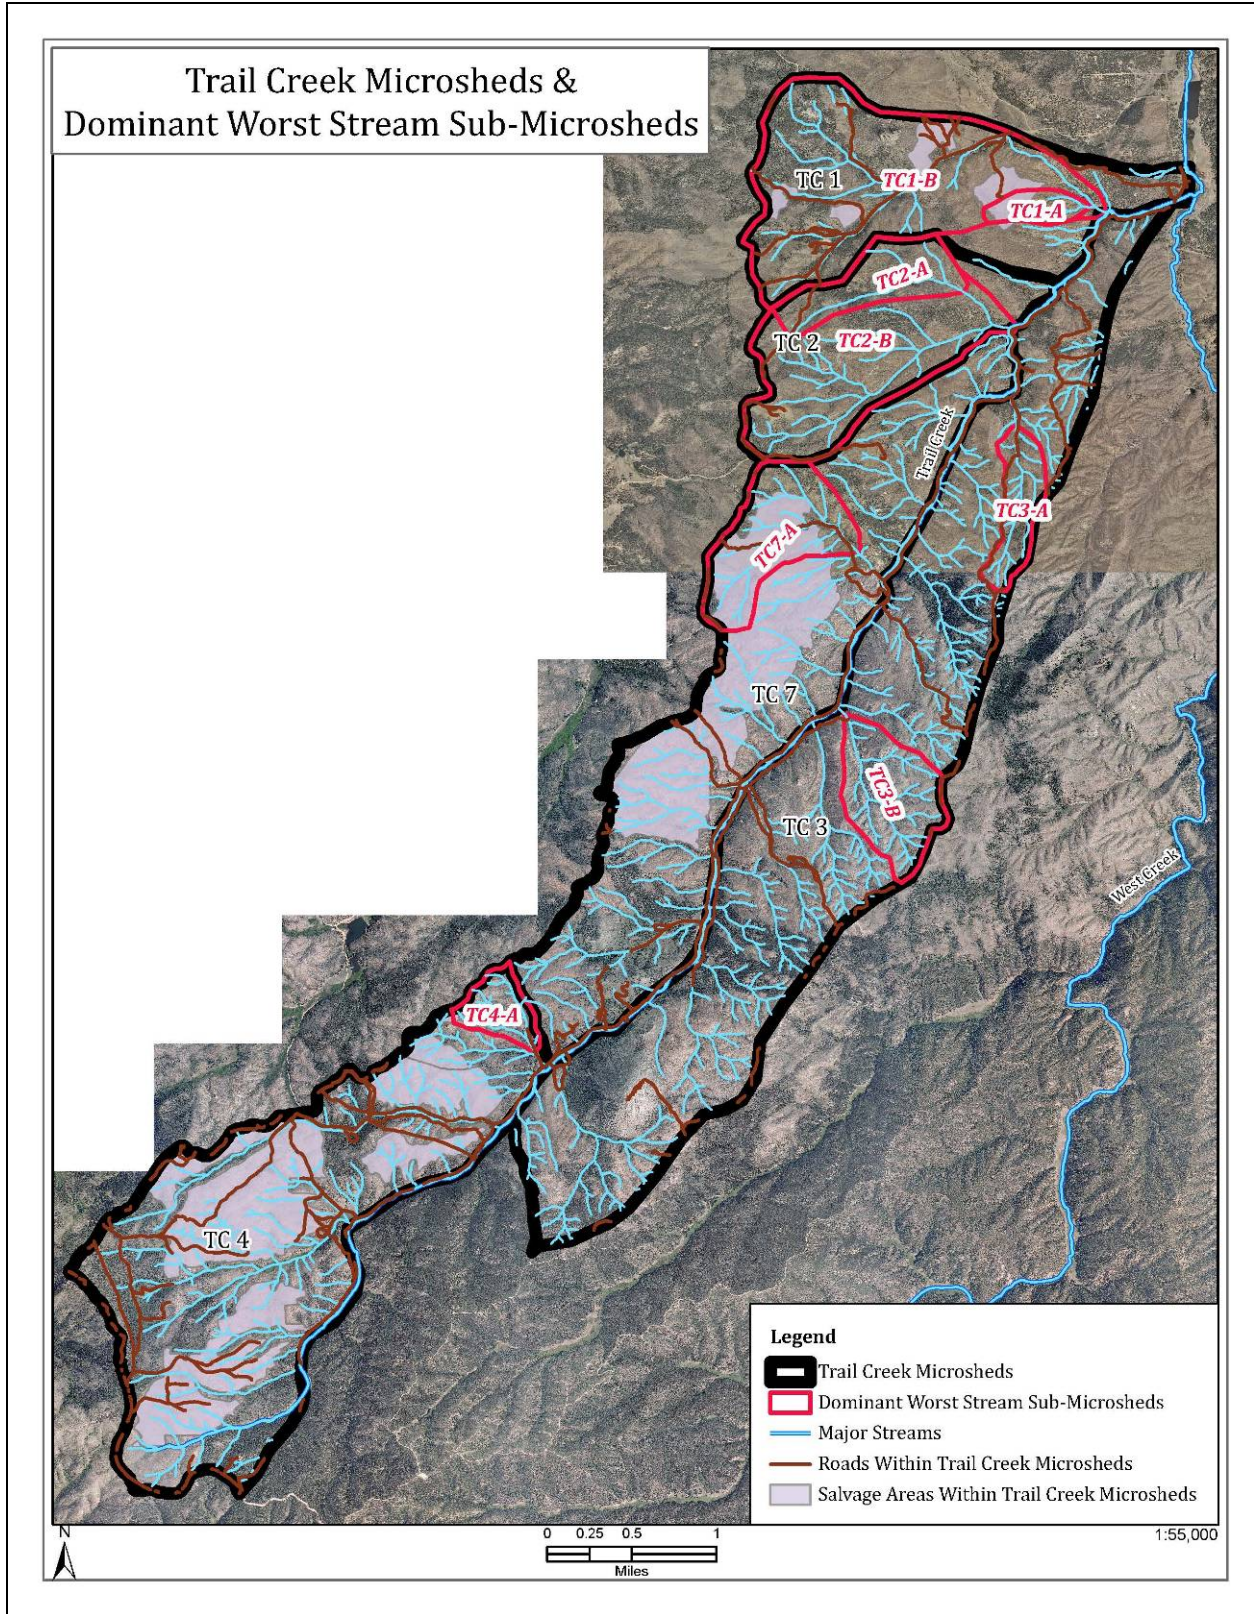 Trail Creek Microsheds &
Dominant Worst Stream Sub-Microsheds
TC 1
TC1-B
TC1-A
TC2-A
TC 2
TC2-B
Trail Creek
TC3-A
TC7-A
TC 7
TC3-B
TC 3
West Creek
TC4-A
TC 4
Legend
Trail Creek Microsheds
Dominant Worst Stream Sub-Microsheds
Major Streams
Roads Within Trail Creek Microsheds
Salvage Areas Within Trail Creek Microsheds
N
0 0.25 0.5 1
Miles
1:55,000